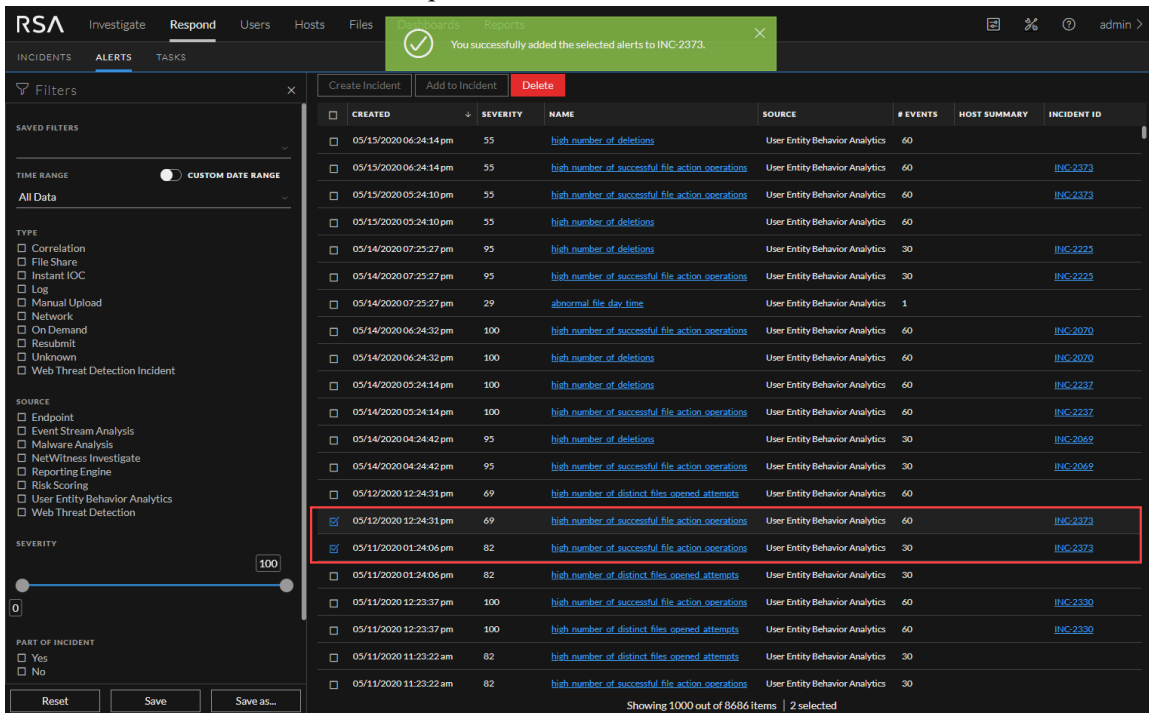 RSA Investigate Respond Users Hosts Files Dashboards Reports admin >
You successfully added the selected alerts to INC-2373.
INCIDENTS ALERTS TASKS
Filters
Create Incident Add to Incident Delete
SAVED FILTERS
TIME RANGE CUSTOM DATE RANGE
All Data
TYPE
Correlation
File Share
Instant IOC
Log
Manual Upload
Network
On Demand
Resubmit
Unknown
Web Threat Detection Incident
SOURCE
Endpoint
Event Stream Analysis
Malware Analysis
NetWitness Investigate
Reporting Engine
Risk Scoring
User Entity Behavior Analytics
Web Threat Detection
SEVERITY
100
0
PART OF INCIDENT
Yes
No
Reset Save Save as...
CREATED SEVERITY NAME SOURCE # EVENTS HOST SUMMARY INCIDENT ID
05/15/2020 06:24:14 pm 55 high number of deletions User Entity Behavior Analytics 60
05/15/2020 06:24:14 pm 55 high number of successful file action operations User Entity Behavior Analytics 60 INC-2373
05/15/2020 05:24:10 pm 55 high number of successful file action operations User Entity Behavior Analytics 60 INC-2373
05/15/2020 05:24:10 pm 55 high number of deletions User Entity Behavior Analytics 60
05/14/2020 07:25:27 pm 95 high number of deletions User Entity Behavior Analytics 30 INC-2225
05/14/2020 07:25:27 pm 95 high number of successful file action operations User Entity Behavior Analytics 30 INC-2225
05/14/2020 07:25:27 pm 29 abnormal file day time User Entity Behavior Analytics 1
05/14/2020 06:24:32 pm 100 high number of successful file action operations User Entity Behavior Analytics 60 INC-2070
05/14/2020 06:24:32 pm 100 high number of deletions User Entity Behavior Analytics 60 INC-2070
05/14/2020 05:24:14 pm 100 high number of deletions User Entity Behavior Analytics 60 INC-2237
05/14/2020 05:24:14 pm 100 high number of successful file action operations User Entity Behavior Analytics 60 INC-2237
05/14/2020 04:24:42 pm 95 high number of deletions User Entity Behavior Analytics 30 INC-2069
05/14/2020 04:24:42 pm 95 high number of successful file action operations User Entity Behavior Analytics 30 INC-2069
05/12/2020 12:24:31 pm 69 high number of distinct files opened attempts User Entity Behavior Analytics 60
05/12/2020 12:24:31 pm 69 high number of successful file action operations User Entity Behavior Analytics 60 INC-2373
05/11/2020 01:24:06 pm 82 high number of successful file action operations User Entity Behavior Analytics 30 INC-2373
05/11/2020 01:24:06 pm 82 high number of distinct files opened attempts User Entity Behavior Analytics 30
05/11/2020 12:23:37 pm 100 high number of successful file action operations User Entity Behavior Analytics 60 INC-2330
05/11/2020 12:23:37 pm 100 high number of distinct files opened attempts User Entity Behavior Analytics 60 INC-2330
05/11/2020 11:23:22 am 82 high number of distinct files opened attempts User Entity Behavior Analytics 30
05/11/2020 11:23:22 am 82 high number of successful file action operations User Entity Behavior Analytics 30
Showing 1000 out of 8686 items | 2 selected